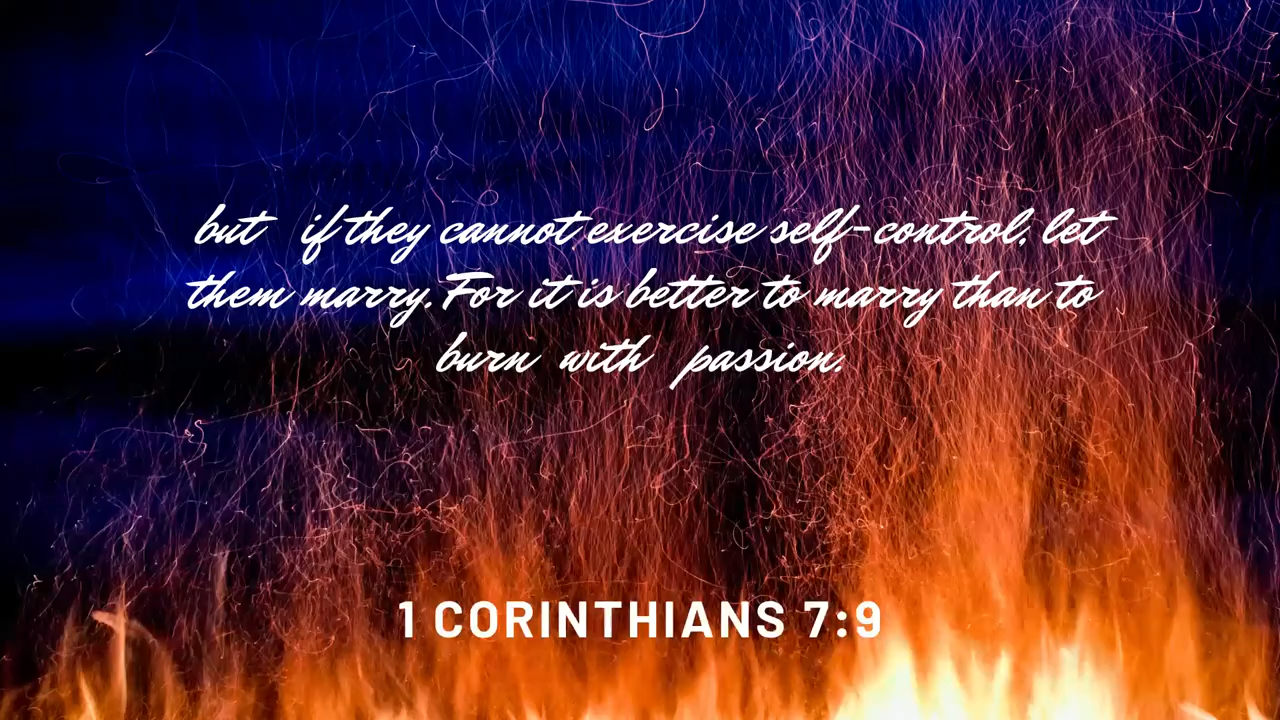 but if they cannot exercise self-control, let
them marry. For it is better to marry than to
burn with passion.
1 CORINTHIANS 7:9